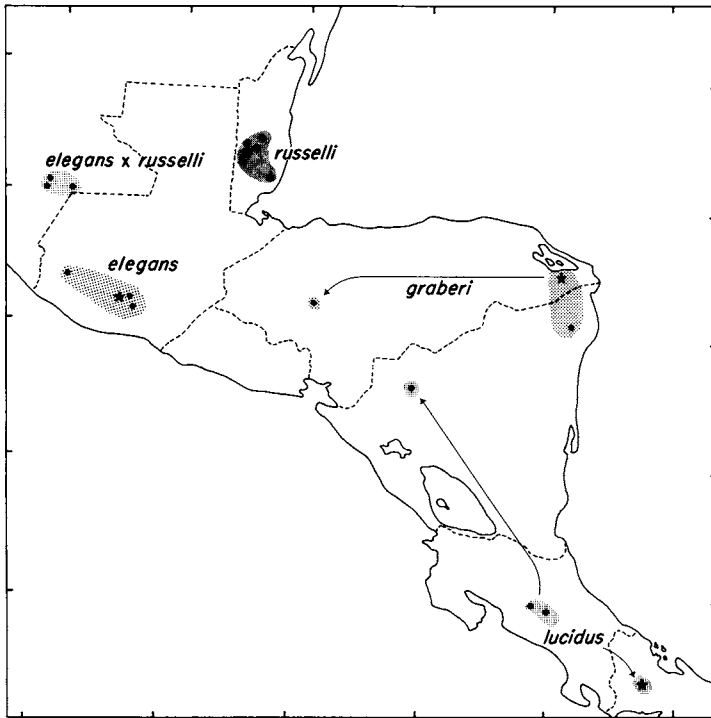 elegans x russelli
russelli
elegans
graberi
lucidus